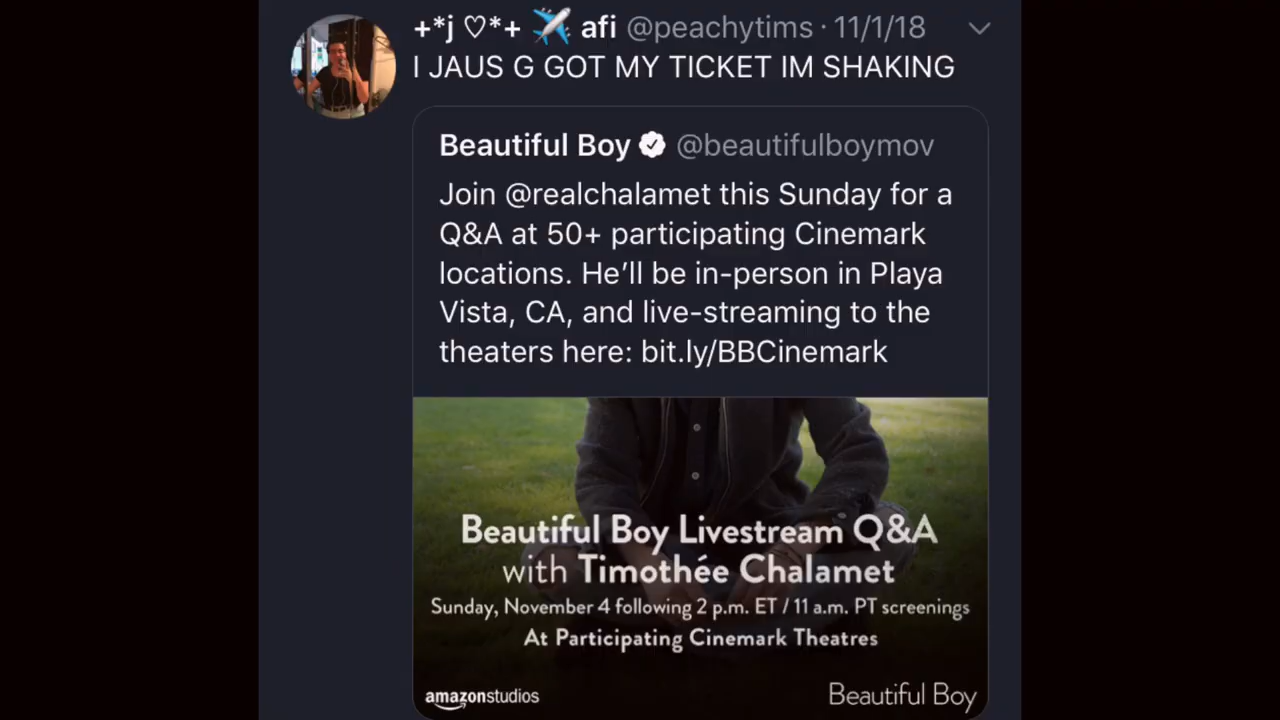 +*j ♡*+ ✈️ afi @peachytims · 11/1/18
I JAUS G GOT MY TICKET IM SHAKING
Beautiful Boy @beautifulboymov
Join @realchalamet this Sunday for a
Q&A at 50+ participating Cinemark
locations. He’ll be in-person in Playa
Vista, CA, and live-streaming to the
theaters here: bit.ly/BBCinemark
Beautiful Boy Livestream Q&A
with Timothée Chalamet
Sunday, November 4 following 2 p.m. ET / 11 a.m. PT screenings
At Participating Cinemark Theatres
amazonstudios
Beautiful Boy